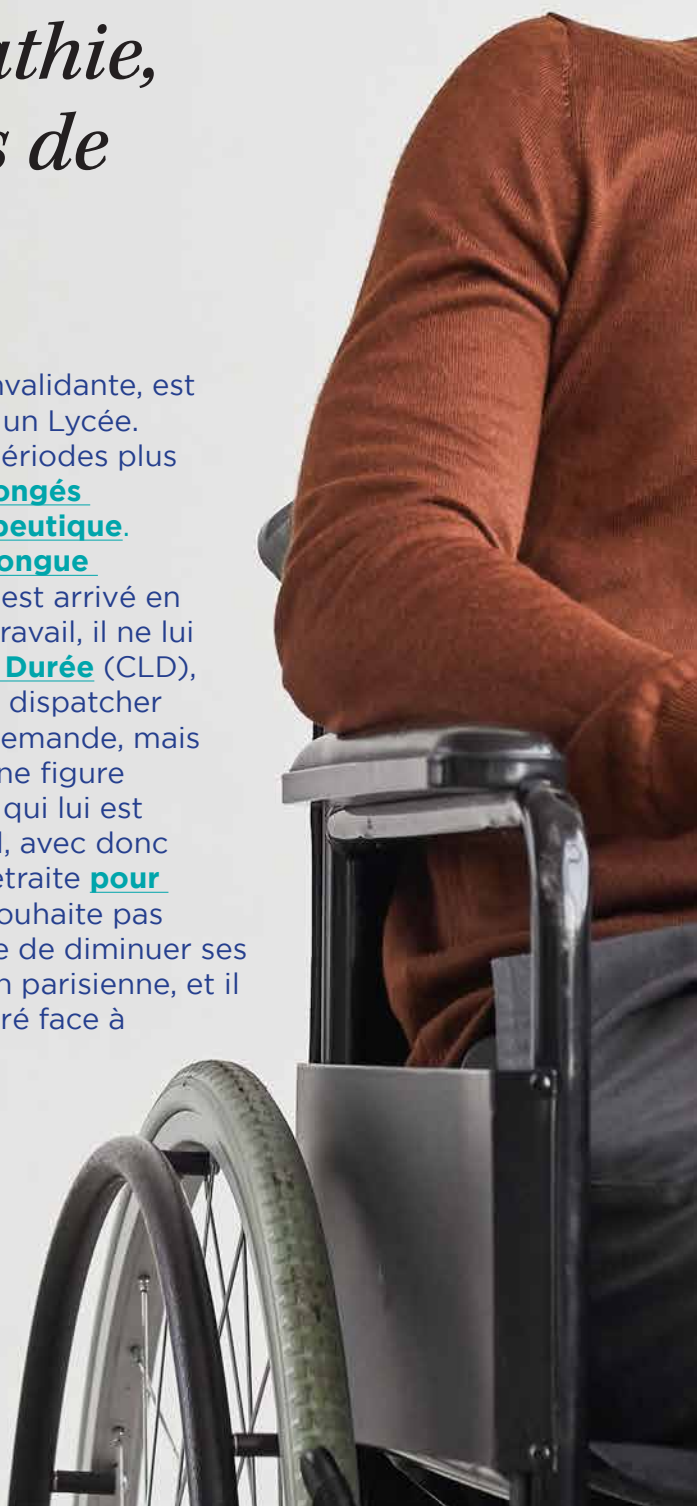 athie,
s de
nvalidante, est
un Lycée.
ériodes plus
ongés
peutique.
ongue
est arrivé en
ravail, il ne lui
Durée (CLD),
dispatcher
emande, mais
ne figure
qui lui est
l, avec donc
etraite pour
ouhaite pas
e de diminuer ses
n parisienne, et il
ré face à